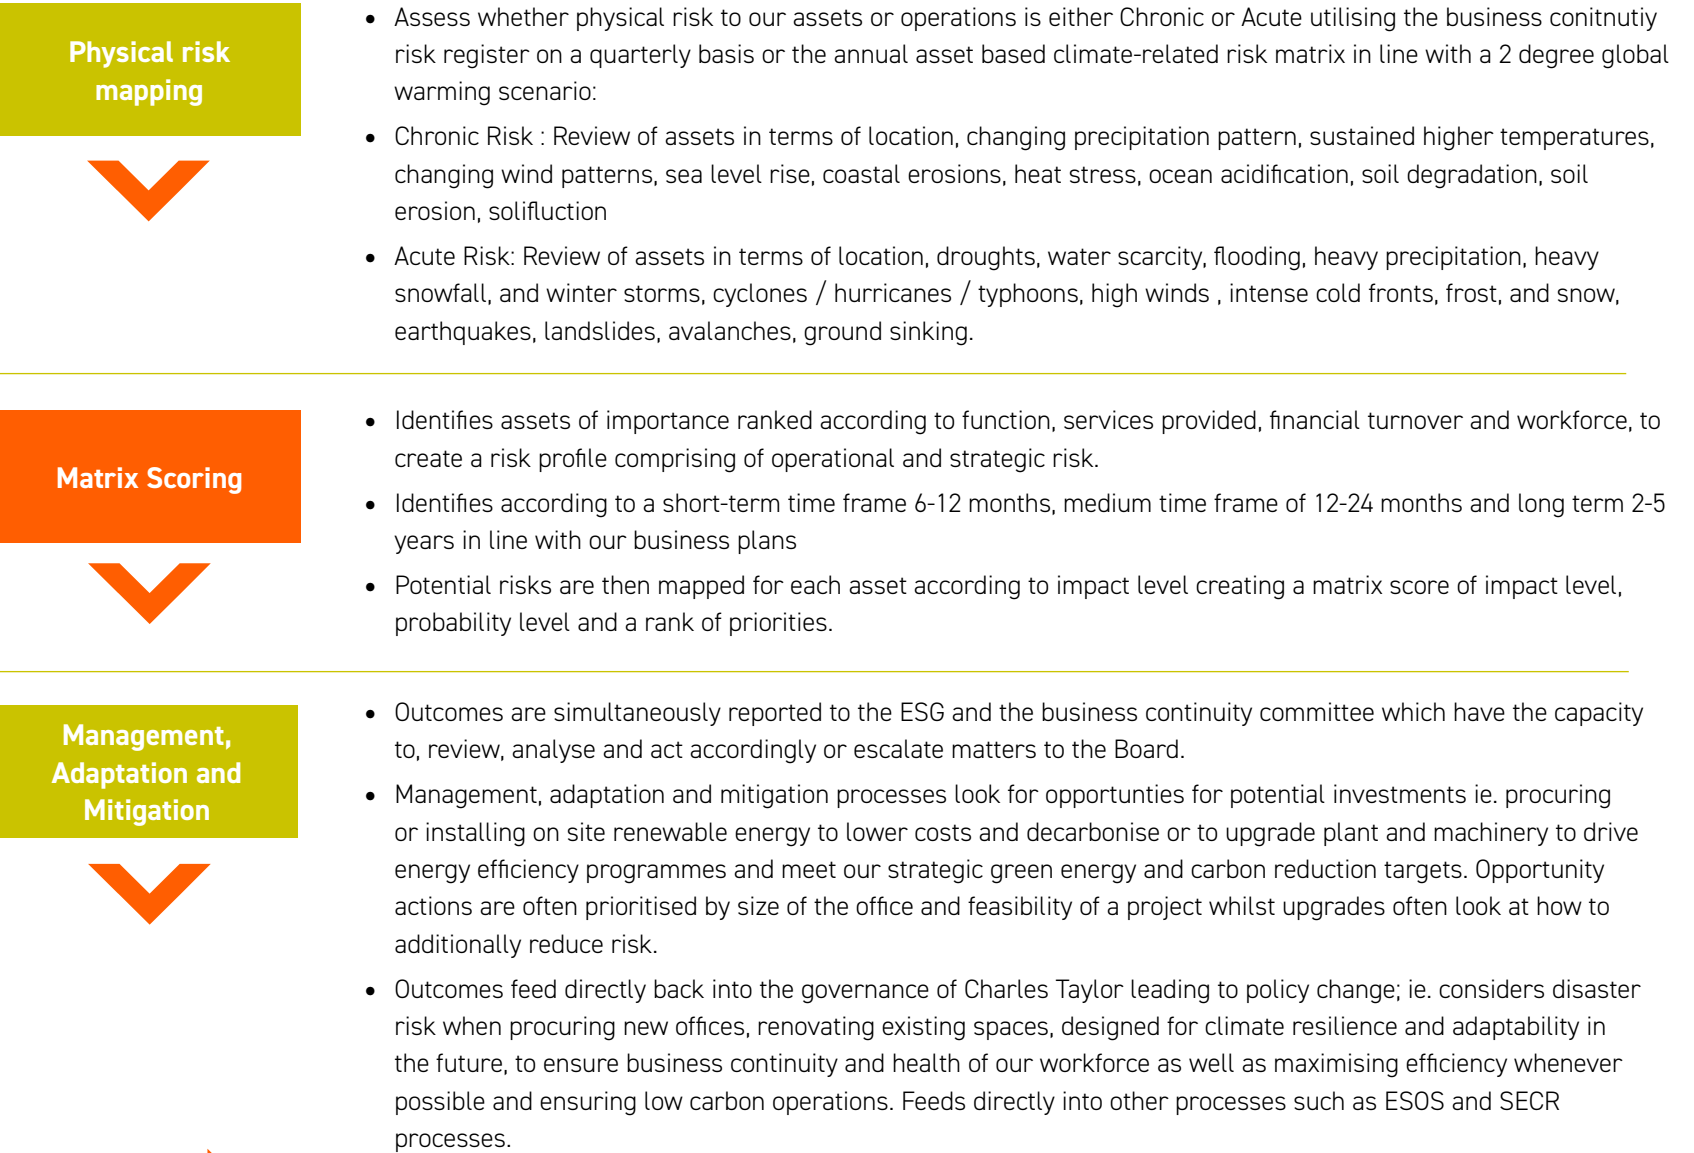 Physical risk
mapping
• Assess whether physical risk to our assets or operations is either Chronic or Acute utilising the business conitnutiy
risk register on a quarterly basis or the annual asset based climate-related risk matrix in line with a 2 degree global
warming scenario:
• Chronic Risk : Review of assets in terms of location, changing precipitation pattern, sustained higher temperatures,
changing wind patterns, sea level rise, coastal erosions, heat stress, ocean acidification, soil degradation, soil
erosion, solifluction
• Acute Risk: Review of assets in terms of location, droughts, water scarcity, flooding, heavy precipitation, heavy
snowfall, and winter storms, cyclones / hurricanes / typhoons, high winds , intense cold fronts, frost, and snow,
earthquakes, landslides, avalanches, ground sinking.
Matrix Scoring
• Identifies assets of importance ranked according to function, services provided, financial turnover and workforce, to
create a risk profile comprising of operational and strategic risk.
• Identifies according to a short-term time frame 6-12 months, medium time frame of 12-24 months and long term 2-5
years in line with our business plans
• Potential risks are then mapped for each asset according to impact level creating a matrix score of impact level,
probability level and a rank of priorities.
Management,
Adaptation and
Mitigation
• Outcomes are simultaneously reported to the ESG and the business continuity committee which have the capacity
to, review, analyse and act accordingly or escalate matters to the Board.
• Management, adaptation and mitigation processes look for opportunties for potential investments ie. procuring
or installing on site renewable energy to lower costs and decarbonise or to upgrade plant and machinery to drive
energy efficiency programmes and meet our strategic green energy and carbon reduction targets. Opportunity
actions are often prioritised by size of the office and feasibility of a project whilst upgrades often look at how to
additionally reduce risk.
• Outcomes feed directly back into the governance of Charles Taylor leading to policy change; ie. considers disaster
risk when procuring new offices, renovating existing spaces, designed for climate resilience and adaptability in
the future, to ensure business continuity and health of our workforce as well as maximising efficiency whenever
possible and ensuring low carbon operations. Feeds directly into other processes such as ESOS and SECR
processes.